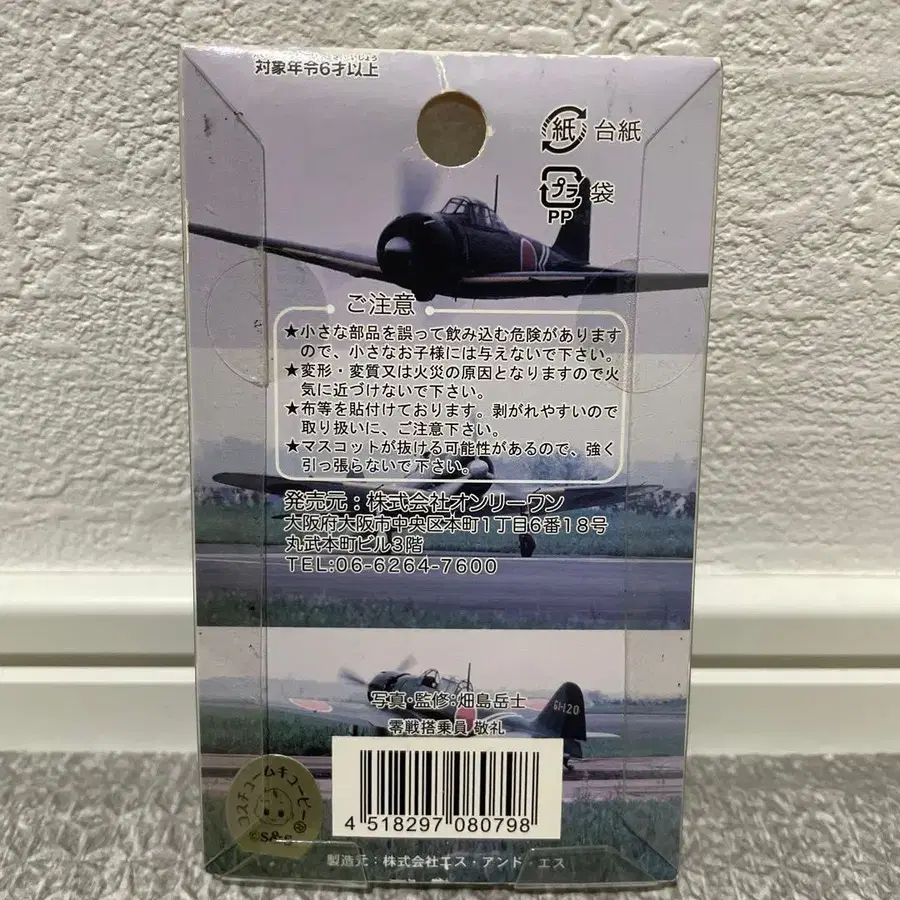 対象年令6才以上
紙 台紙
プラ 袋
PP
ご注意
★小さな部品を誤って飲み込む危険があります
ので、小さなお子様には与えないで下さい。
★変形・変質又は火災の原因となりますので火
気に近づけないで下さい。
★布等を貼付けております。剥がれやすいので
取り扱いに、ご注意下さい。
★マスコットが抜ける可能性があるので、強く
引っ張らないで下さい。
発売元：株式会社オンリーワン
大阪府大阪市中央区本町1丁目6番18号
丸武本町ビル3階
TEL:06-6264-7600
写真・監修:畑島岳士
61-120
零戦搭乗員 敬礼
4 518297 080798
コスチュームキューピー®
©S&S
製造元：株式会社エス・アンド・エス